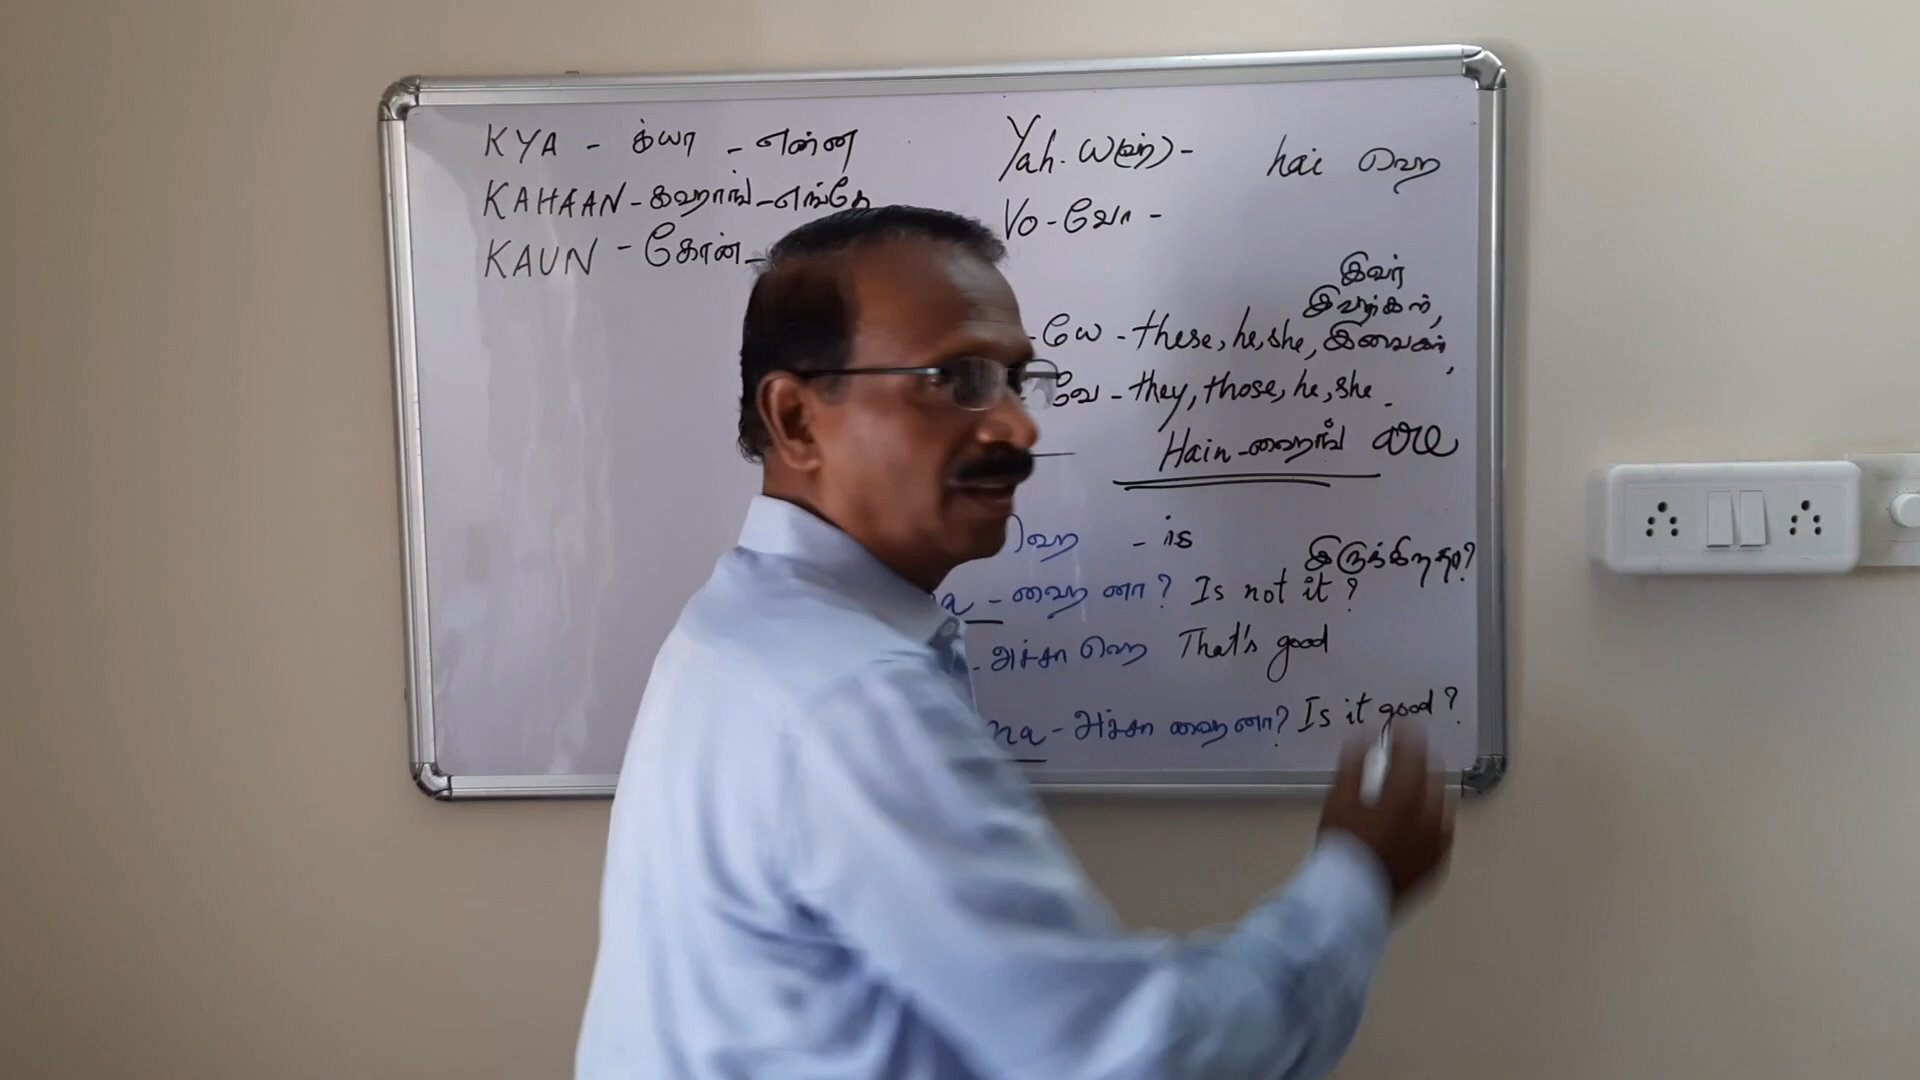 KYA - க்யா - என்ன
KAHAAN - கஹாங் - எங்கே
KAUN - கோன் -
Yah. ய(ஹ்) -
hai ஹெ
Vo - வோ -
இவர்
இவர்கள்,
- யே - these, he, she, இவைகள்,
வே - they, those, he, she.
Hain - ஹைங் are
ஹெ - is
இருக்கிறதா?
a - ஹை னா? Is not it?
- அச்சா ஹெ That's good
na - அச்சா ஹை னா? Is it good?